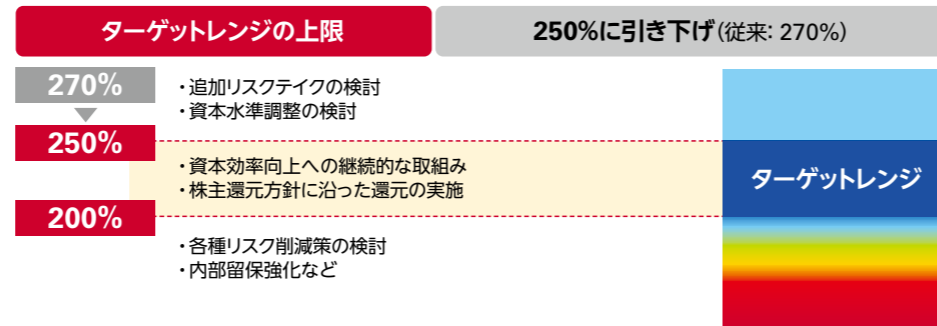 ターゲットレンジの上限
250%に引き下げ(従来: 270%)
270%
・追加リスクテイクの検討
・資本水準調整の検討
250%
・資本効率向上への継続的な取組み
・株主還元方針に沿った還元の実施
ターゲットレンジ
200%
・各種リスク削減策の検討
・内部留保強化など